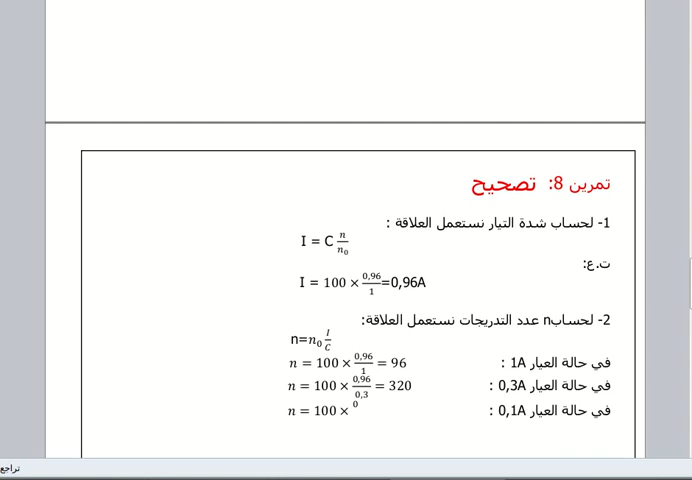 تمرين 8: تصحيح
1- لحساب شدة التيار نستعمل العلاقة :
I = C n/n₀
ت.ع:
I = 100 × 0,96/1 =0,96A
2- لحسابn عدد التدريجات نستعمل العلاقة:
n=n₀ I/C
في حالة العيار 1A : n = 100 × 0,96/1 = 96
في حالة العيار 0,3A : n = 100 × 0,96/0,3 = 320
في حالة العيار 0,1A : n = 100 × 0
تراجع